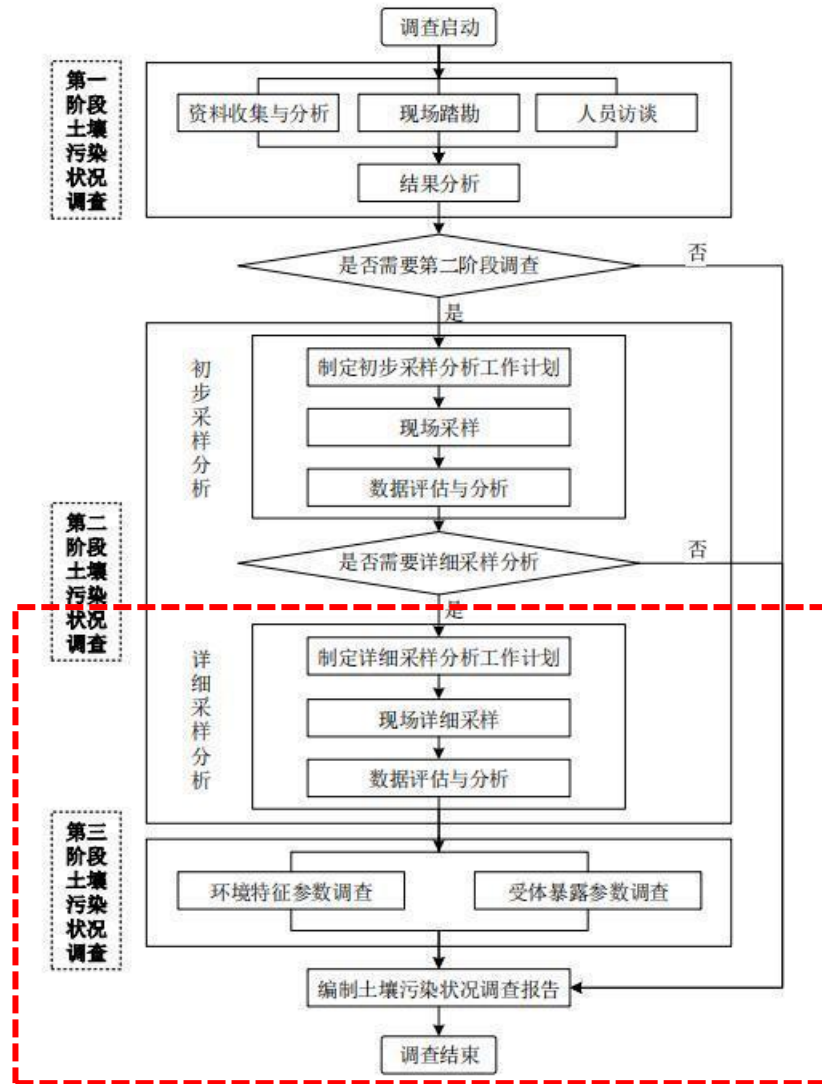 调查启动
第一
阶段
土壤
污染
状况
调查
资料收集与分析
现场踏勘
人员访谈
结果分析
是否需要第二阶段调查
否
是
初
步
采
样
分
析
制定初步采样分析工作计划
现场采样
数据评估与分析
第二
阶段
土壤
污染
状况
调查
是否需要详细采样分析
否
是
详
细
采
样
分
析
制定详细采样分析工作计划
现场详细采样
数据评估与分析
第三
阶段
土壤
污染
状况
调查
环境特征参数调查
受体暴露参数调查
编制土壤污染状况调查报告
调查结束